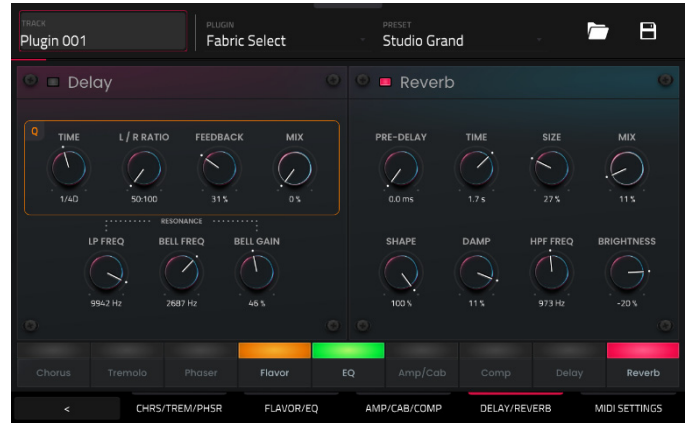 TRACK PLUGIN PRESET
Plugin 001 Fabric Select Studio Grand
Delay Reverb
Q TIME L / R RATIO FEEDBACK MIX PRE-DELAY TIME SIZE MIX
1/4D 50:100 31 % 0 % 0.0 ms 1.7 s 27 % 11 %
RESONANCE
LP FREQ BELL FREQ BELL GAIN SHAPE DAMP HPF FREQ BRIGHTNESS
9942 Hz 2687 Hz 46 % 100 % 11 % 973 Hz -20 %
Chorus Tremolo Phaser Flavor EQ Amp/Cab Comp Delay Reverb
< CHRS/TREM/PHSR FLAVOR/EQ AMP/CAB/COMP DELAY/REVERB MIDI SETTINGS